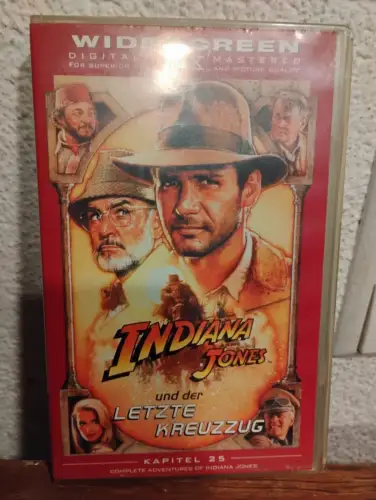 WIDESCREEN
DIGITAL MASTERED
FOR SUPERIOR AND PICTURE QUALITY
INDIANA
JONES
und der
LETZTE
KREUZZUG
KAPITEL 25
COMPLETE ADVENTURES OF INDIANA JONES